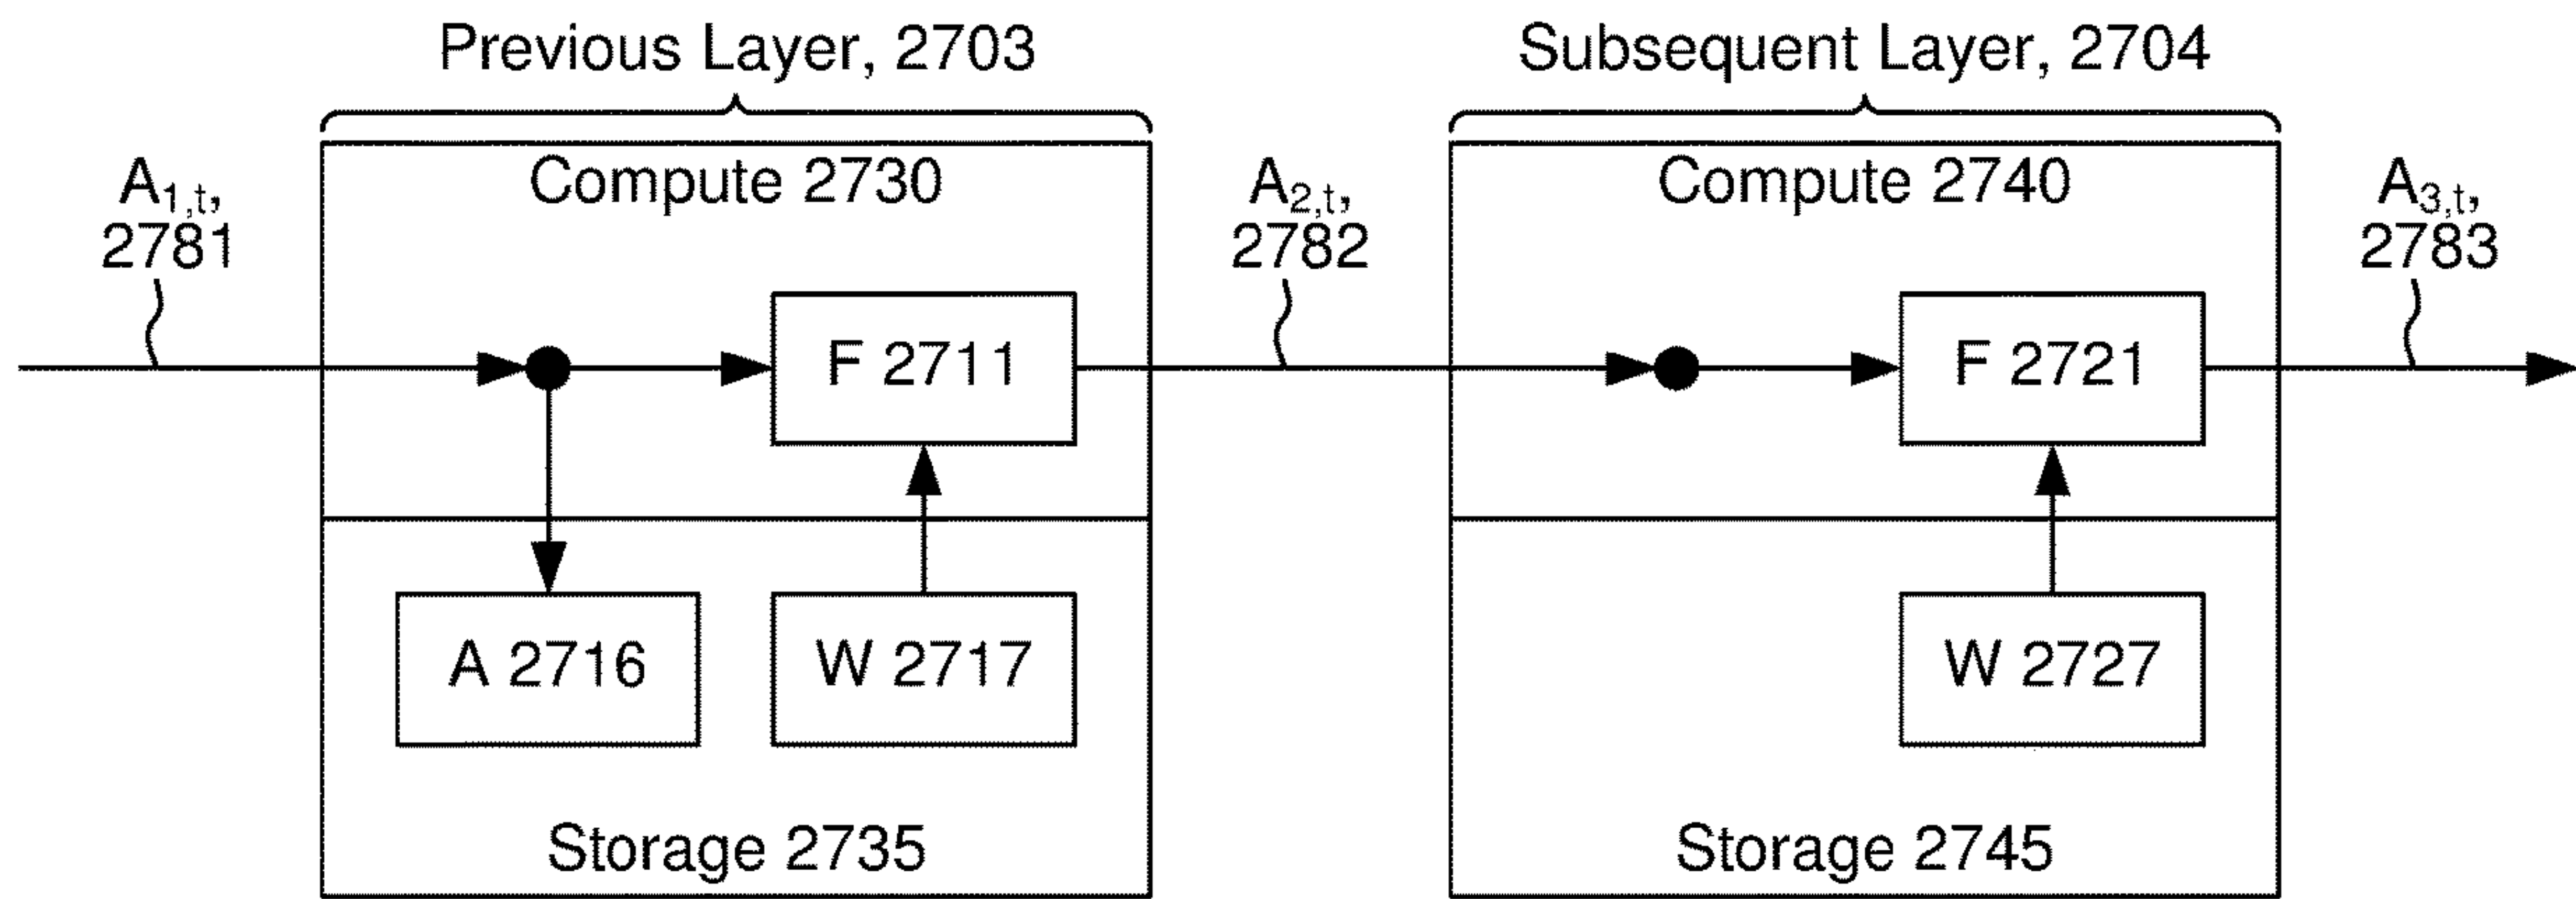 Previous Layer, 2703
Subsequent Layer, 2704
A1,t,
2781
Compute 2730
A2,t,
2782
Compute 2740
A3,t,
2783
F 2711
F 2721
A 2716
W 2717
W 2727
Storage 2735
Storage 2745